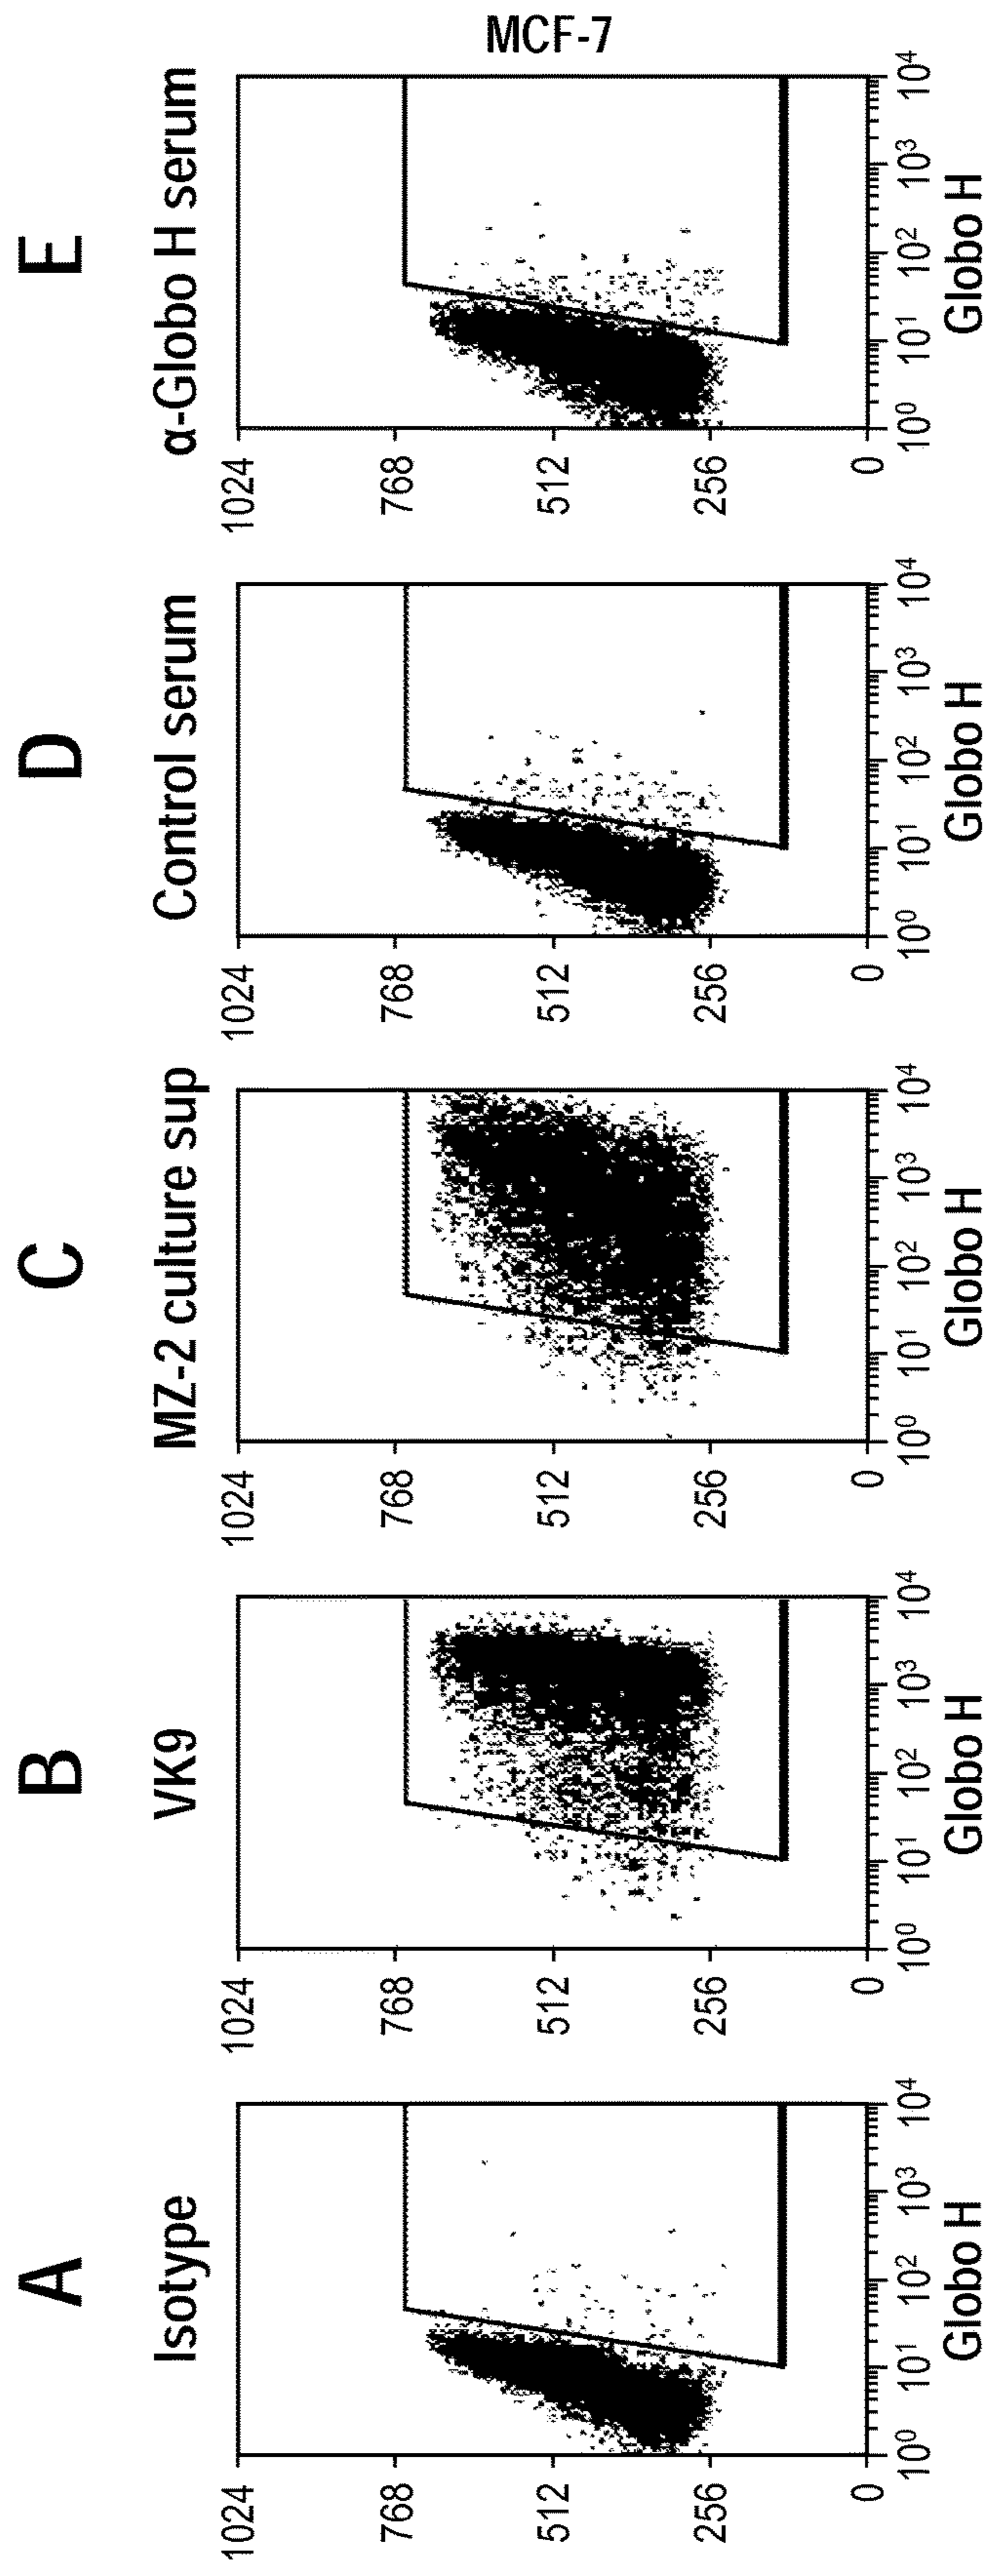 A
Isotype
1024
768
512
256
0
10⁰ 10¹ 10² 10³ 10⁴
Globo H
B
VK9
1024
768
512
256
0
10⁰ 10¹ 10² 10³ 10⁴
Globo H
C
MZ-2 culture sup
1024
768
512
256
0
10⁰ 10¹ 10² 10³ 10⁴
Globo H
D
Control serum
1024
768
512
256
0
10⁰ 10¹ 10² 10³ 10⁴
Globo H
E
α-Globo H serum
1024
768
512
256
0
10⁰ 10¹ 10² 10³ 10⁴
Globo H
MCF-7